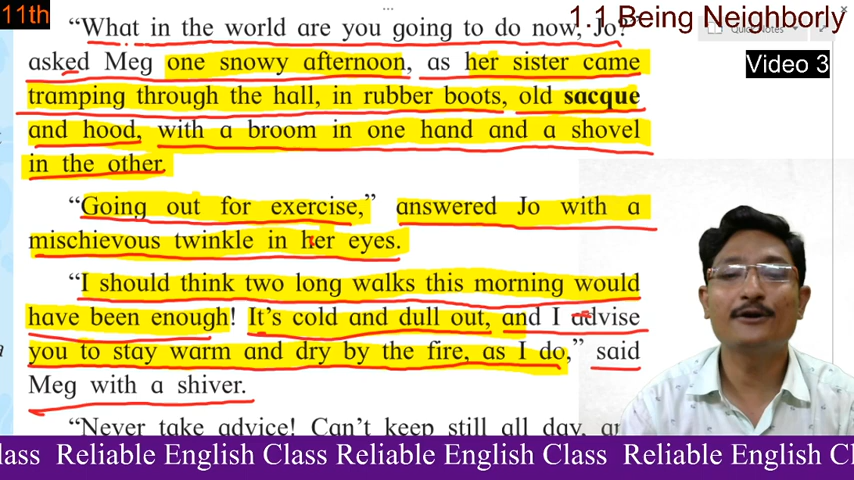 11th
1.1 Being Neighborly
Video 3
“What in the world are you going to do now, Jo?”
asked Meg one snowy afternoon, as her sister came
tramping through the hall, in rubber boots, old sacque
and hood, with a broom in one hand and a shovel
in the other.
“Going out for exercise,” answered Jo with a
mischievous twinkle in her eyes.
“I should think two long walks this morning would
have been enough! It’s cold and dull out, and I advise
you to stay warm and dry by the fire, as I do,” said
Meg with a shiver.
“Never take advice! Can’t keep still all day,
lass Reliable English Class Reliable English Class Reliable English C